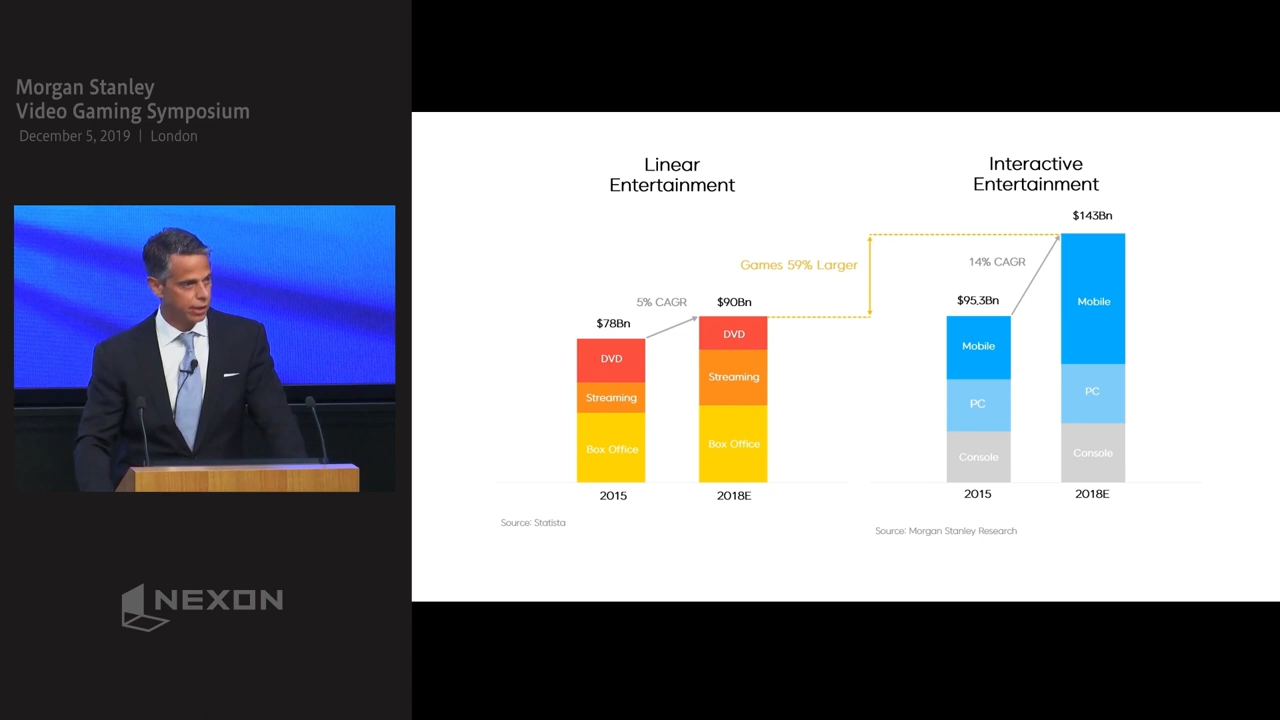 Morgan Stanley
Video Gaming Symposium
December 5, 2019 | London
NEXON
Linear
Entertainment
Interactive
Entertainment
$143Bn
Games 59% Larger
14% CAGR
5% CAGR
$90Bn
$95,3Bn
$78Bn
DVD
Streaming
Box Office
2015
DVD
Streaming
Box Office
2018E
Mobile
PC
Console
2015
Mobile
PC
Console
2018E
Source: Statista
Source: Morgan Stanley Research